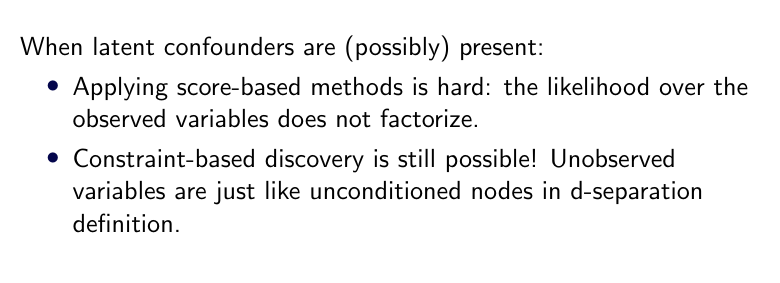 When latent confounders are (possibly) present:
• Applying score-based methods is hard: the likelihood over the
observed variables does not factorize.
• Constraint-based discovery is still possible! Unobserved
variables are just like unconditioned nodes in d-separation
definition.